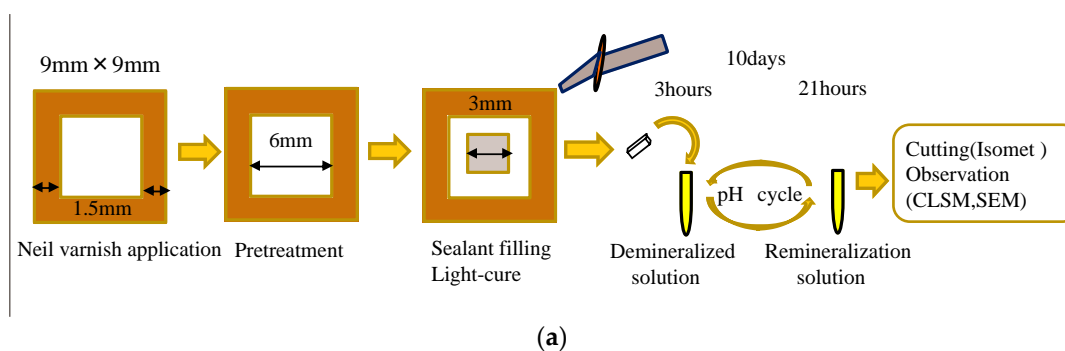 9mm×9mm
1.5mm
Neil varnish application
6mm
Pretreatment
3mm
Sealant filling
Light-cure
10days
3hours
21hours
pH cycle
Demineralized
solution
Remineralization
solution
Cutting(Isomet )
Observation
(CLSM,SEM)
(a)